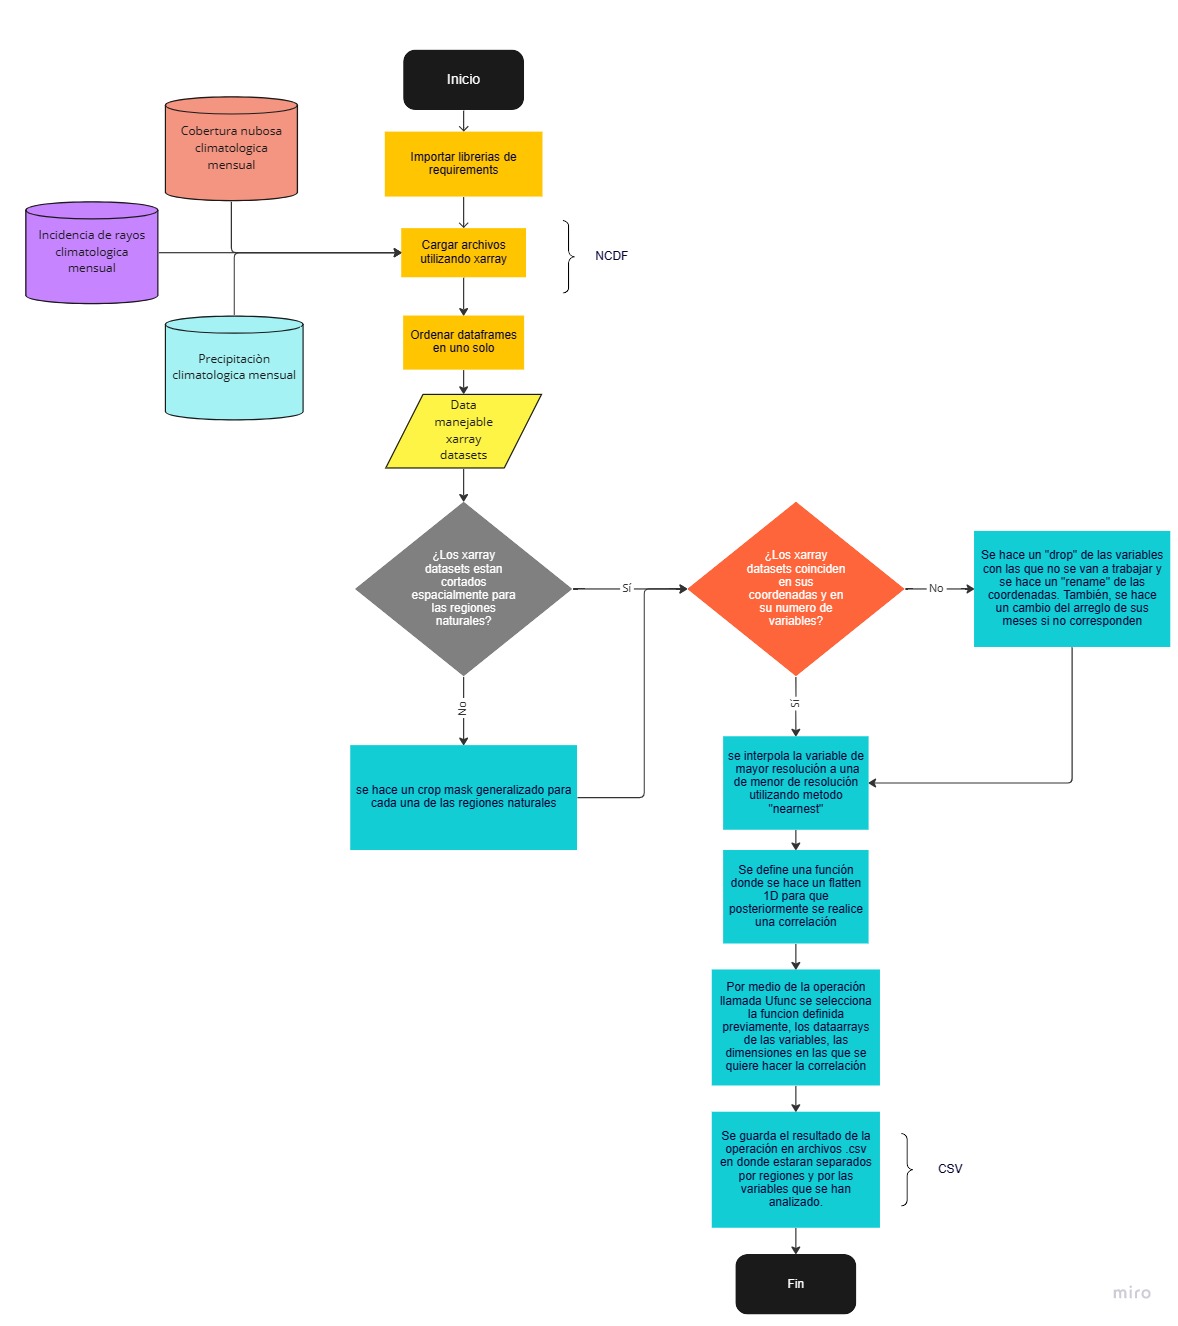 Inicio
Importar librerias de
requirements
Cobertura nubosa
climatologica
mensual
Incidencia de rayos
climatologica
mensual
Precipitaciòn
climatologica mensual
Cargar archivos
utilizando xarray
NCDF
Ordenar dataframes
en uno solo
Data
manejable
xarray
datasets
¿Los xarray
datasets estan
cortados
espacialmente para
las regiones
naturales?
Sí
No
se hace un crop mask generalizado para
cada una de las regiones naturales
¿Los xarray
datasets coinciden
en sus
coordenadas y en
su numero de
variables?
No
Se hace un "drop" de las variables
con las que no se van a trabajar y
se hace un "rename" de las
coordenadas. También, se hace
un cambio del arreglo de sus
meses si no corresponden
Sí
se interpola la variable de
mayor resolución a una
de menor de resolución
utilizando metodo
"nearnest"
Se define una función
donde se hace un flatten
1D para que
posteriormente se realice
una correlación
Por medio de la operación
llamada Ufunc se selecciona
la funcion definida
previamente, los dataarrays
de las variables, las
dimensiones en las que se
quiere hacer la correlación
Se guarda el resultado de la
operación en archivos .csv
en donde estaran separados
por regiones y por las
variables que se han
analizado.
CSV
Fin
miro